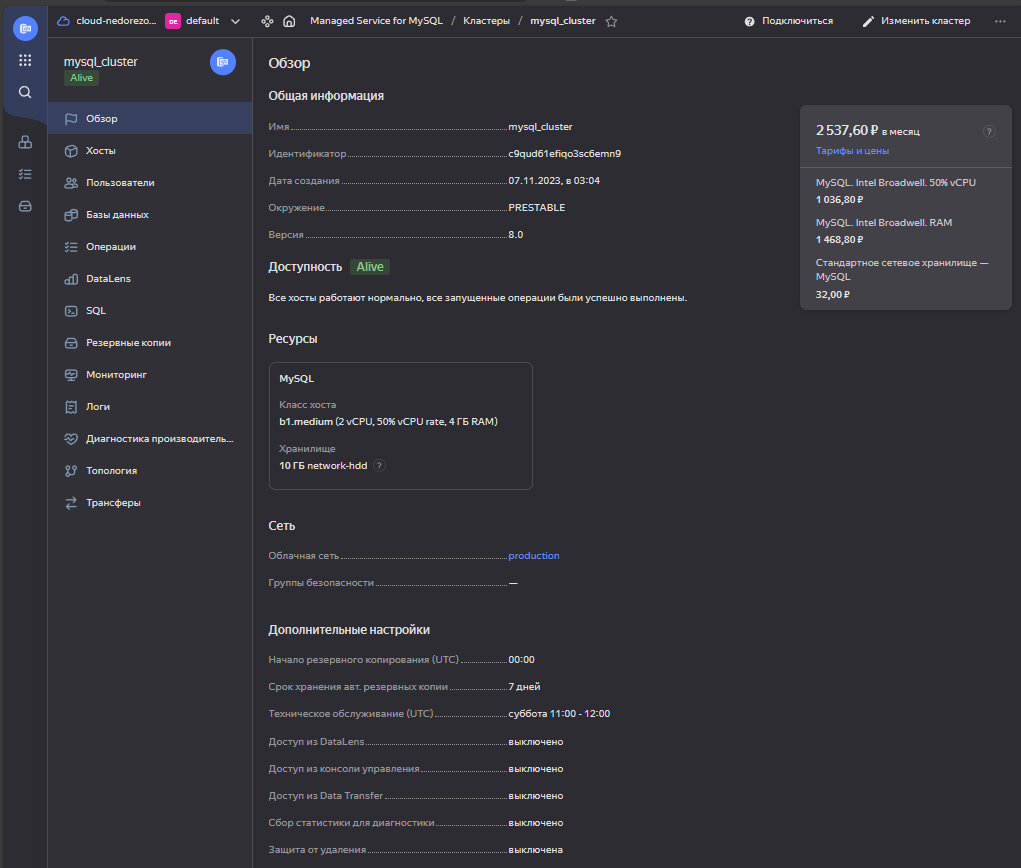 cloud-nedorezo... DE default Managed Service for MySQL / Кластеры / mysql_cluster Подключиться Изменить кластер
mysql_cluster
Alive
Обзор
Хосты
Пользователи
Базы данных
Операции
DataLens
SQL
Резервные копии
Мониторинг
Логи
Диагностика производитель...
Топология
Трансферы
Обзор
Общая информация
Имя mysql_cluster
Идентификатор c9qud61efiqo3sc6emn9
Дата создания 07.11.2023, в 03:04
Окружение PRESTABLE
Версия 8.0
Доступность Alive
Все хосты работают нормально, все запущенные операции были успешно выполнены.
Ресурсы
MySQL
Класс хоста
b1.medium (2 vCPU, 50% vCPU rate, 4 ГБ RAM)
Хранилище
10 ГБ network-hdd ?
Сеть
Облачная сеть production
Группы безопасности —
Дополнительные настройки
Начало резервного копирования (UTC) 00:00
Срок хранения авт. резервных копии 7 дней
Техническое обслуживание (UTC) суббота 11:00 - 12:00
Доступ из DataLens выключено
Доступ из консоли управления выключено
Доступ из Data Transfer выключено
Сбор статистики для диагностики выключено
Защита от удаления выключена
2 537,60 ₽ в месяц ?
Тарифы и цены
MySQL. Intel Broadwell. 50% vCPU
1 036,80 ₽
MySQL. Intel Broadwell. RAM
1 468,80 ₽
Стандартное сетевое хранилище —
MySQL
32,00 ₽